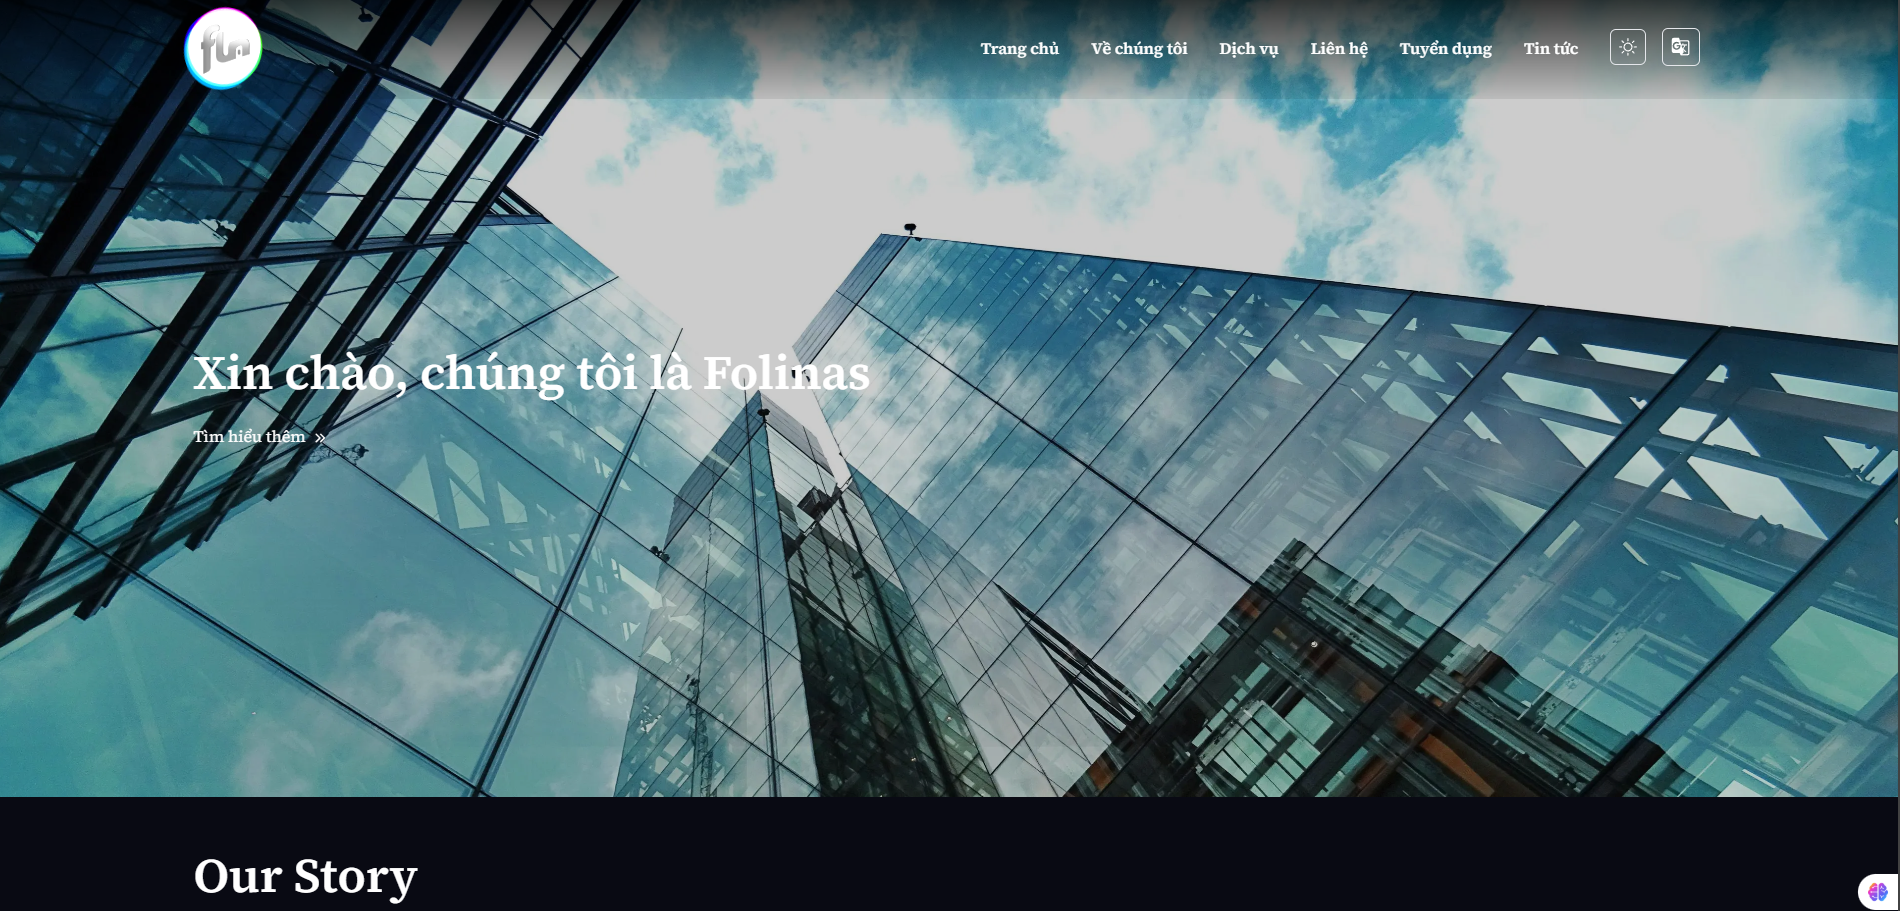 fln
Trang chủ Về chúng tôi Dịch vụ Liên hệ Tuyển dụng Tin tức
Xin chào, chúng tôi là Folinas
Tìm hiểu thêm »
Our Story